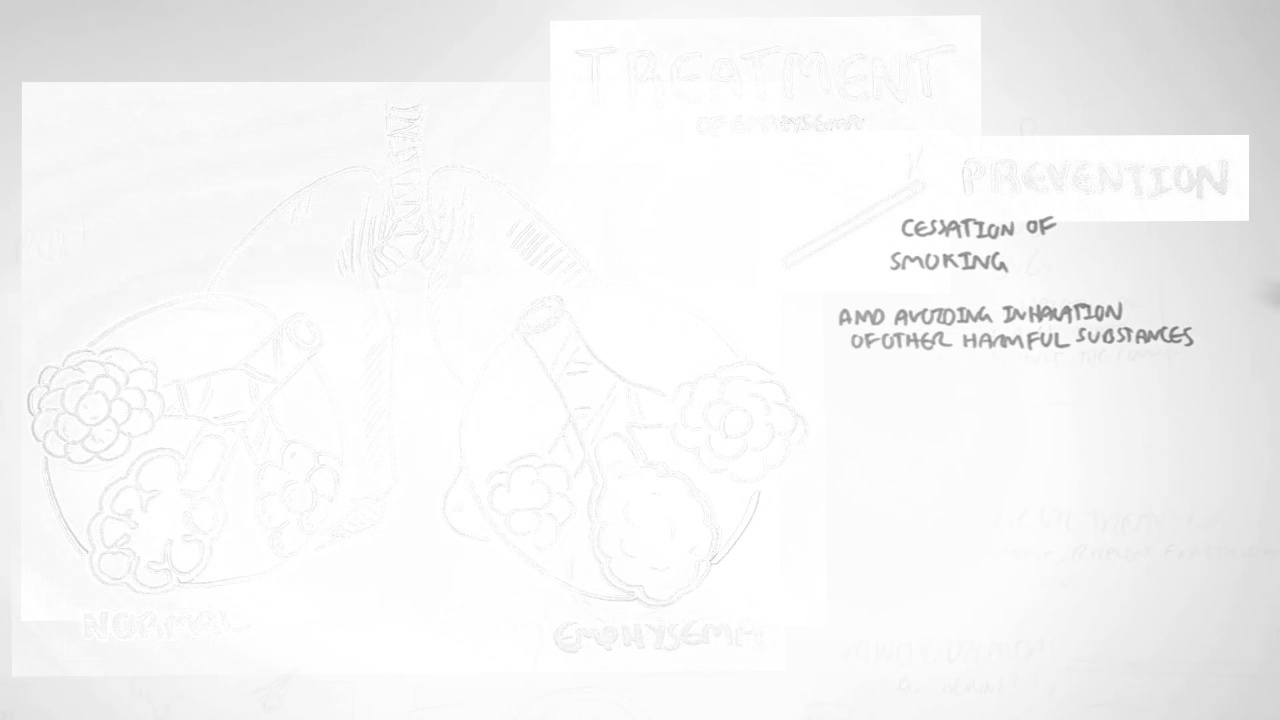 TREATMENT
OF EMPHYSEMA
PREVENTION
CESSATION OF
SMOKING
AND AVOIDING INHALATION
OF OTHER HARMFUL SUBSTANCES
NORMAL
EMPHYSEMA